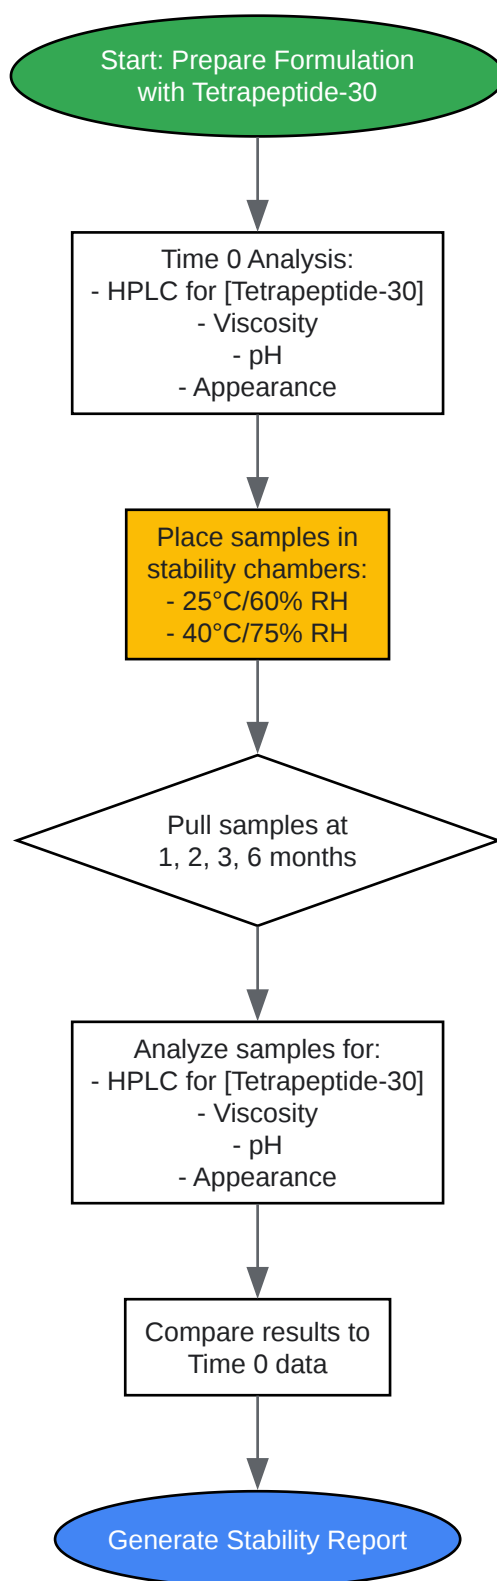 Start: Prepare Formulation
with Tetrapeptide-30
Time 0 Analysis:
- HPLC for [Tetrapeptide-30]
- Viscosity
- pH
- Appearance
Place samples in
stability chambers:
- 25°C/60% RH
- 40°C/75% RH
Pull samples at
1, 2, 3, 6 months
Analyze samples for:
- HPLC for [Tetrapeptide-30]
- Viscosity
- pH
- Appearance
Compare results to
Time 0 data
Generate Stability Report